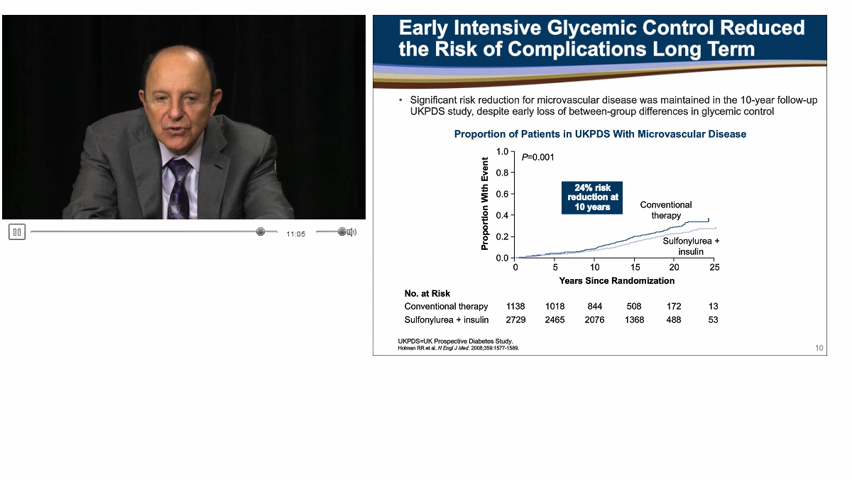 11:05
Early Intensive Glycemic Control Reduced
the Risk of Complications Long Term
• Significant risk reduction for microvascular disease was maintained in the 10-year follow-up
UKPDS study, despite early loss of between-group differences in glycemic control
Proportion of Patients in UKPDS With Microvascular Disease
Proportion With Event
1.0
0.8
0.6
0.4
0.2
0.0
P=0.001
24% risk
reduction at
10 years
Conventional
therapy
Sulfonylurea +
insulin
0 5 10 15 20 25
Years Since Randomization
No. at Risk
Conventional therapy 1138 1018 844 508 172 13
Sulfonylurea + insulin 2729 2465 2076 1368 488 53
UKPDS=UK Prospective Diabetes Study.
Holman RR et al. N Engl J Med. 2008;359:1577-1589.
10